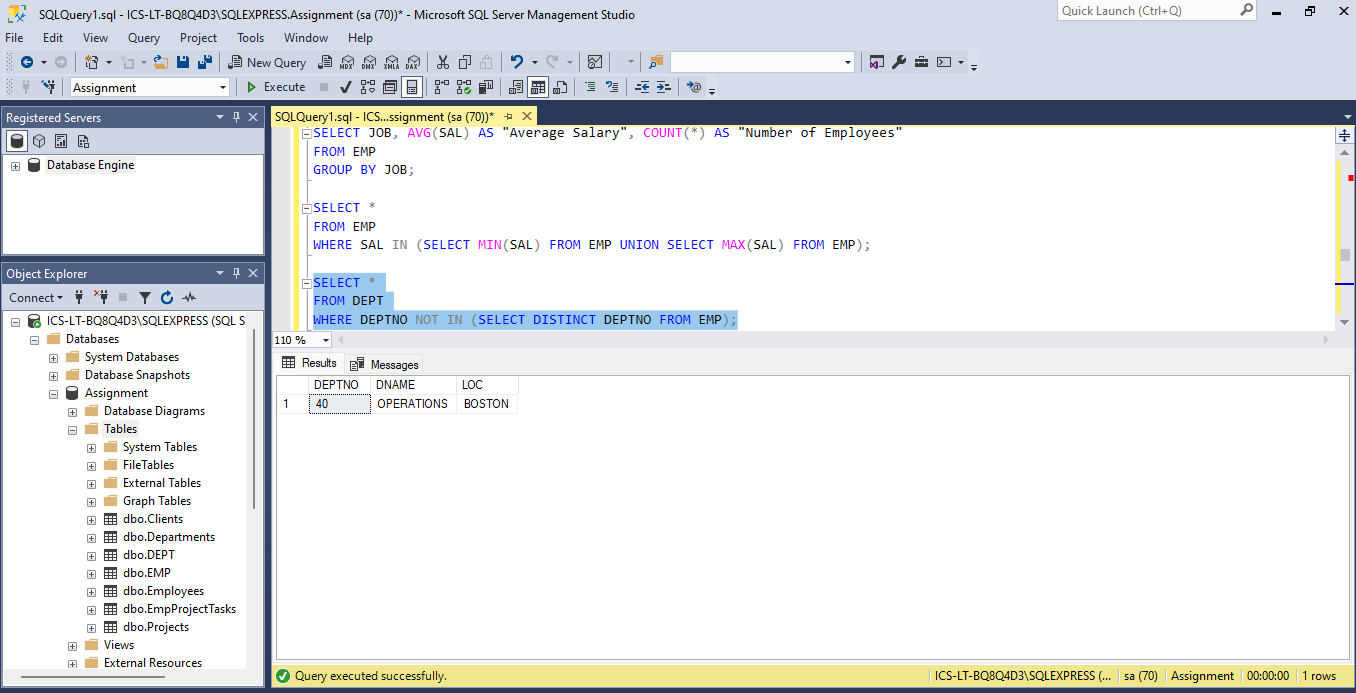 SQLQuery1.sql - ICS-LT-BQ8Q4D3\SQLEXPRESS.Assignment (sa (70))* - Microsoft SQL Server Management Studio
Quick Launch (Ctrl+Q)
File Edit View Query Project Tools Window Help
New Query MDX DMX XMLA DAX
Assignment Execute
Registered Servers
Database Engine
Object Explorer
Connect
ICS-LT-BQ8Q4D3\SQLEXPRESS (SQL S
Databases
System Databases
Database Snapshots
Assignment
Database Diagrams
Tables
System Tables
FileTables
External Tables
Graph Tables
dbo.Clients
dbo.Departments
dbo.DEPT
dbo.EMP
dbo.Employees
dbo.EmpProjectTasks
dbo.Projects
Views
External Resources
SQLQuery1.sql - ICS...ssignment (sa (70))*
SELECT JOB, AVG(SAL) AS "Average Salary", COUNT(*) AS "Number of Employees"
FROM EMP
GROUP BY JOB;
SELECT *
FROM EMP
WHERE SAL IN (SELECT MIN(SAL) FROM EMP UNION SELECT MAX(SAL) FROM EMP);
SELECT *
FROM DEPT
WHERE DEPTNO NOT IN (SELECT DISTINCT DEPTNO FROM EMP);
110 %
Results Messages
DEPTNO DNAME LOC
1 40 OPERATIONS BOSTON
Query executed successfully. ICS-LT-BQ8Q4D3\SQLEXPRESS (... sa (70) Assignment 00:00:00 1 rows